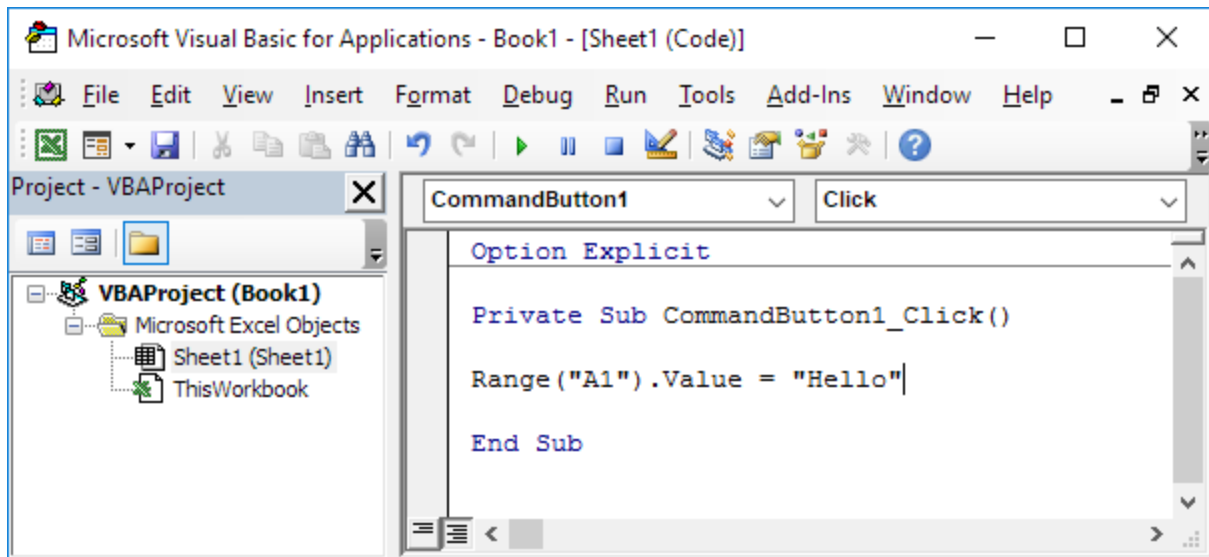 Microsoft Visual Basic for Applications - Book1 - [Sheet1 (Code)]
File Edit View Insert Format Debug Run Tools Add-Ins Window Help
Project - VBAProject
CommandButton1 Click
VBAProject (Book1)
Microsoft Excel Objects
Sheet1 (Sheet1)
ThisWorkbook
Option Explicit
Private Sub CommandButton1_Click()
Range("A1").Value = "Hello"
End Sub